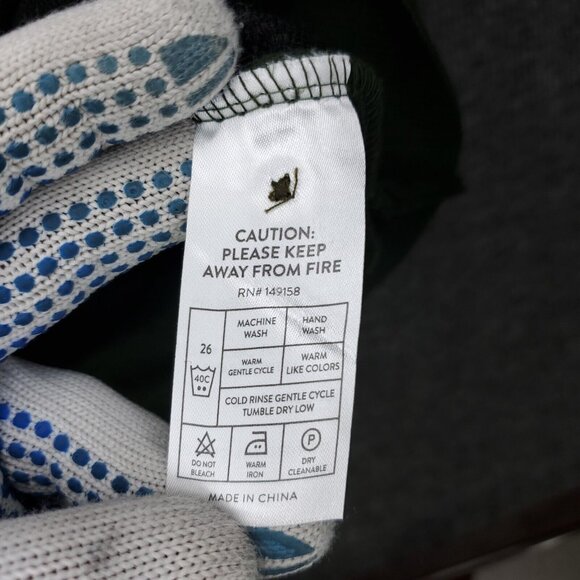 CAUTION:
PLEASE KEEP
AWAY FROM FIRE
RN# 149158
26
40C
MACHINE
WASH
HAND
WASH
WARM
GENTLE CYCLE
WARM
LIKE COLORS
COLD RINSE GENTLE CYCLE
TUMBLE DRY LOW
DO NOT
BLEACH
WARM
IRON
P
DRY
CLEANABLE
MADE IN CHINA